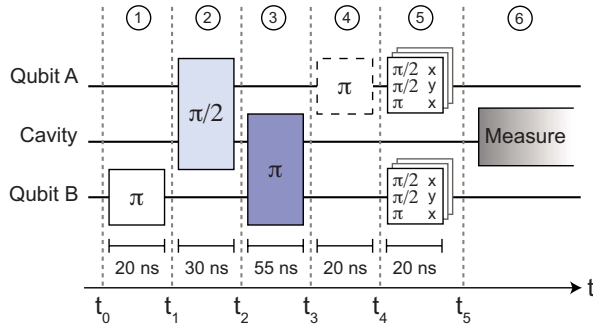 ① ② ③ ④ ⑤ ⑥
Qubit A
π/2
π
π/2 x
π/2 y
π x
Cavity
π
Measure
Qubit B
π
π/2 x
π/2 y
π x
20 ns 30 ns 55 ns 20 ns 20 ns
t
t0 t1 t2 t3 t4 t5